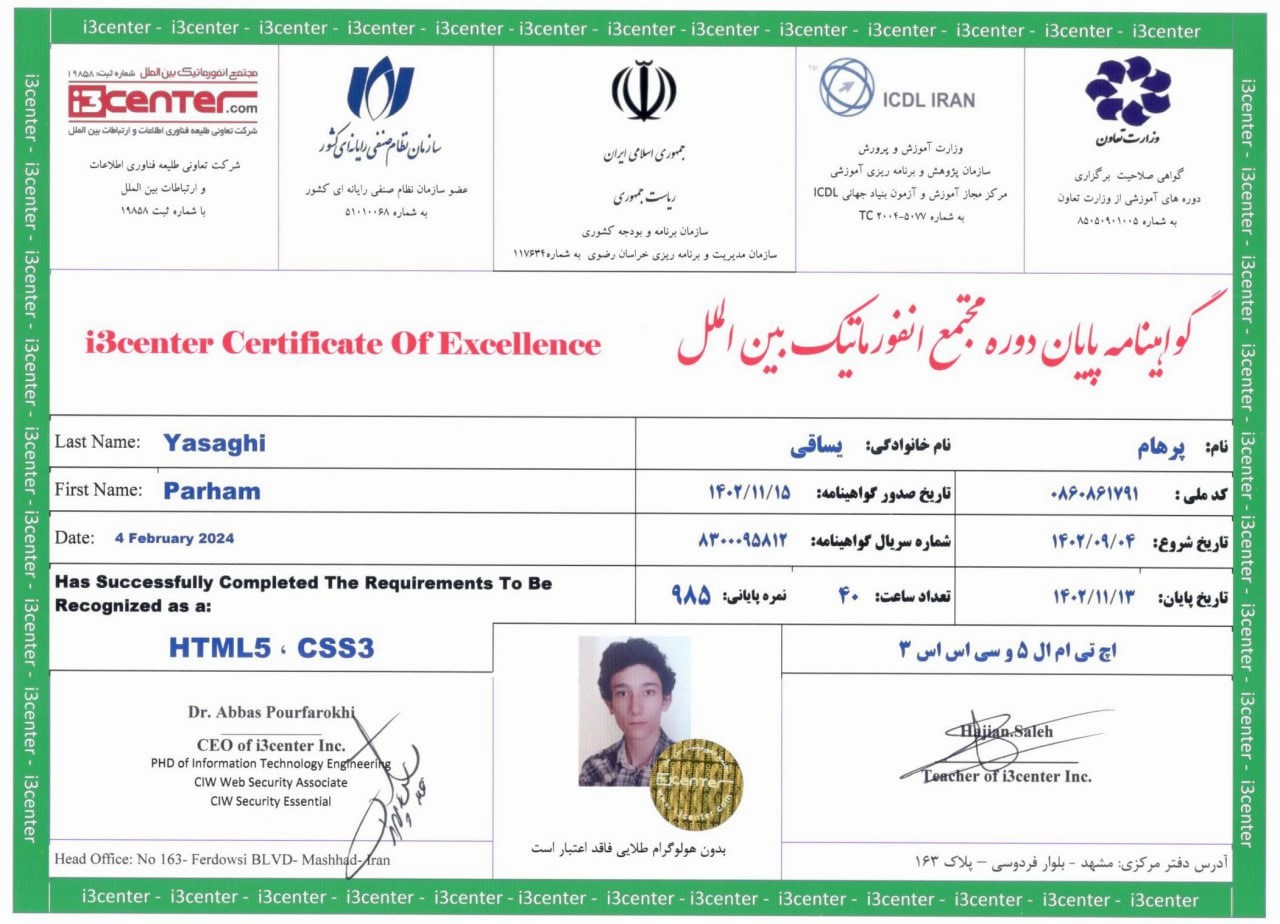 i3center - i3center - i3center - i3center - i3center - i3center - i3center - i3center - i3center - i3center - i3center - i3center - i3center
مجتمع انفورماتیک بین الملل شماره ثبت: ۱۹۸۵۸
i3center.com
شرکت تعاونی طلیعه فناوری اطلاعات و ارتباطات بین الملل
شرکت تعاونی طلیعه فناوری اطلاعات
و ارتباطات بین الملل
با شماره ثبت ۱۹۸۵۸
سازمان نظام صنفی رایانه ای کشور
عضو سازمان نظام صنفی رایانه ای کشور
به شماره ۵۱۰۱۰۰۶۸
جمهوری اسلامی ایران
ریاست جمهوری
سازمان برنامه و بودجه کشوری
سازمان مدیریت و برنامه ریزی خراسان رضوی به شماره۱۱۷۶۳۴
TM
ICDL IRAN
وزارت آموزش و پرورش
سازمان پژوهش و برنامه ریزی آموزشی
مرکز مجاز آموزش و آزمون بنیاد جهانی ICDL
به شماره TC ۲۰۰۴-۵۰۷۷
وزارت تعاون
گواهی صلاحیت برگزاری
دوره های آموزشی از وزارت تعاون
به شماره ۸۵۰۵۰۹۰۱۰۰۵
i3center Certificate Of Excellence
گواهینامه پایان دوره مجتمع انفورماتیک بین الملل
Last Name: Yasaghi
نام خانوادگی: یساقی
نام: پرهام
First Name: Parham
تاریخ صدور گواهینامه: ۱۴۰۲/۱۱/۱۵
کد ملی : ۰۸۶۰۸۶۱۷۹۱
Date: 4 February 2024
شماره سریال گواهینامه: ۸۳۰۰۰۹۵۸۱۲
تاریخ شروع: ۱۴۰۲/۰۹/۰۴
Has Successfully Completed The Requirements To Be
Recognized as a:
نمره پایانی: ۹۸۵
تعداد ساعت: ۴۰
تاریخ پایان: ۱۴۰۲/۱۱/۱۳
HTML5 ، CSS3
اچ تی ام ال ۵ و سی اس اس ۳
Dr. Abbas Pourfarokhi
CEO of i3center Inc.
PHD of Information Technology Engineering
CIW Web Security Associate
CIW Security Essential
i3center
i3center.com
Hajian.Saleh
Teacher of i3center Inc.
بدون هولوگرام طلایی فاقد اعتبار است
Head Office: No 163- Ferdowsi BLVD- Mashhad- Iran
آدرس دفتر مرکزی: مشهد - بلوار فردوسی – پلاک ۱۶۳
i3center - i3center - i3center - i3center - i3center - i3center - i3center - i3center - i3center - i3center - i3center - i3center - i3center
i3center - i3center - i3center - i3center - i3center - i3center - i3center - i3center - i3center
i3center - i3center - i3center - i3center - i3center - i3center - i3center - i3center - i3center